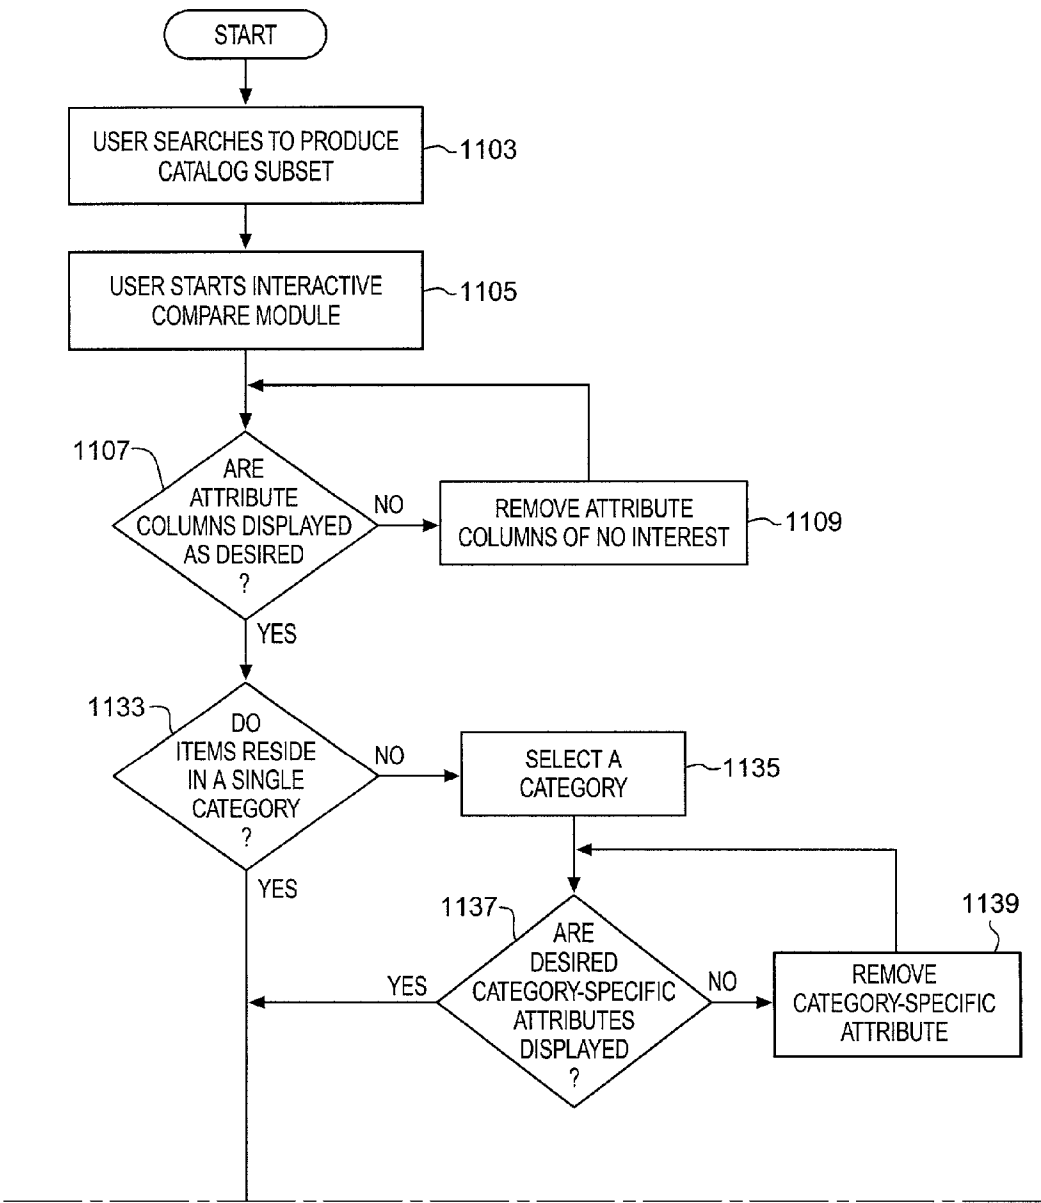 START
USER SEARCHES TO PRODUCE
CATALOG SUBSET
1103
USER STARTS INTERACTIVE
COMPARE MODULE
1105
1107
ARE
ATTRIBUTE
COLUMNS DISPLAYED
AS DESIRED
?
NO
REMOVE ATTRIBUTE
COLUMNS OF NO INTEREST
1109
YES
1133
DO
ITEMS RESIDE
IN A SINGLE
CATEGORY
?
NO
SELECT A
CATEGORY
1135
YES
1137
ARE
DESIRED
CATEGORY-SPECIFIC
ATTRIBUTES
DISPLAYED
?
YES
NO
1139
REMOVE
CATEGORY-SPECIFIC
ATTRIBUTE